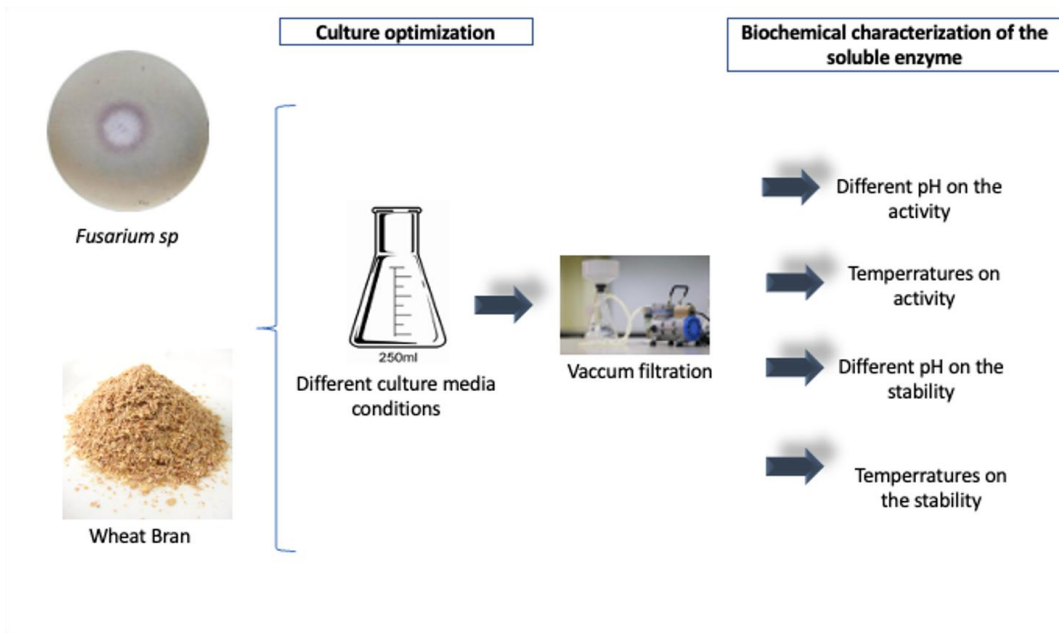 Culture optimization
Biochemical characterization of the
soluble enzyme
Fusarium sp
Wheat Bran
250ml
Different culture media
conditions
Vaccum filtration
Different pH on the
activity
Temperratures on
activity
Different pH on the
stability
Temperratures on
the stability